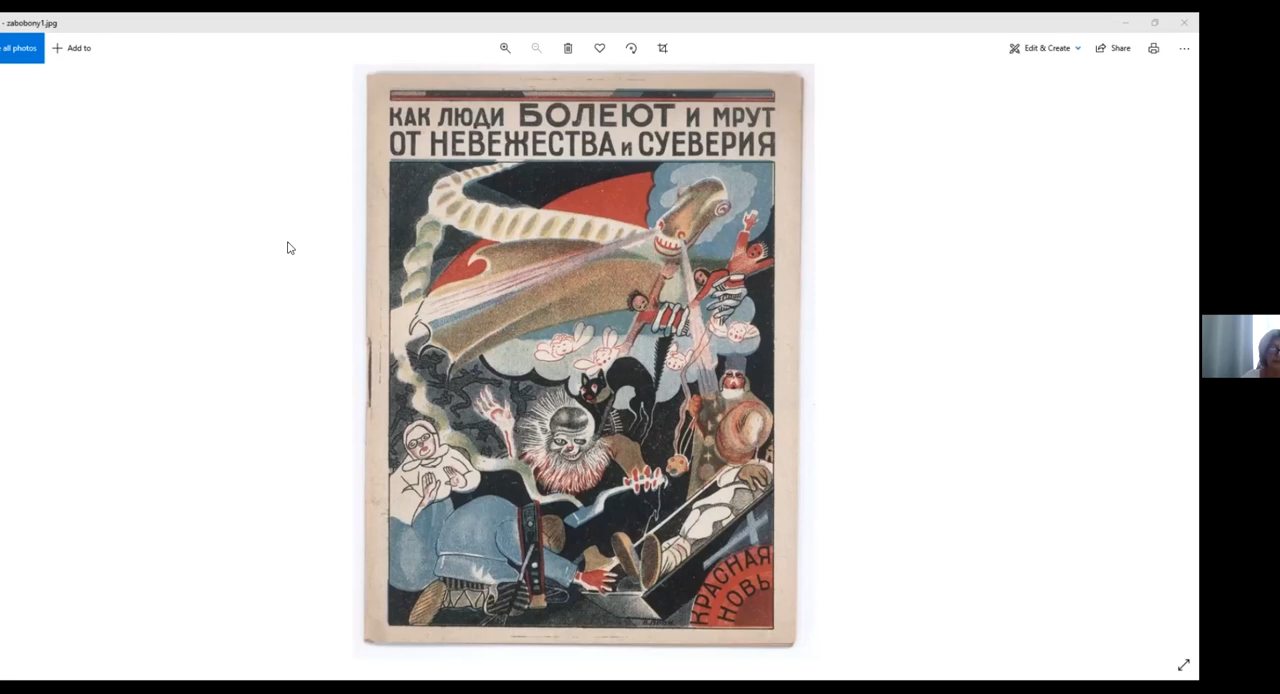 - zabobony1.jpg
all photos
Add to
Edit & Create
Share
КАК ЛЮДИ БОЛЕЮТ И МРУТ
ОТ НЕВЕЖЕСТВА И СУЕВЕРИЯ
КРАСНАЯ
НОВЬ